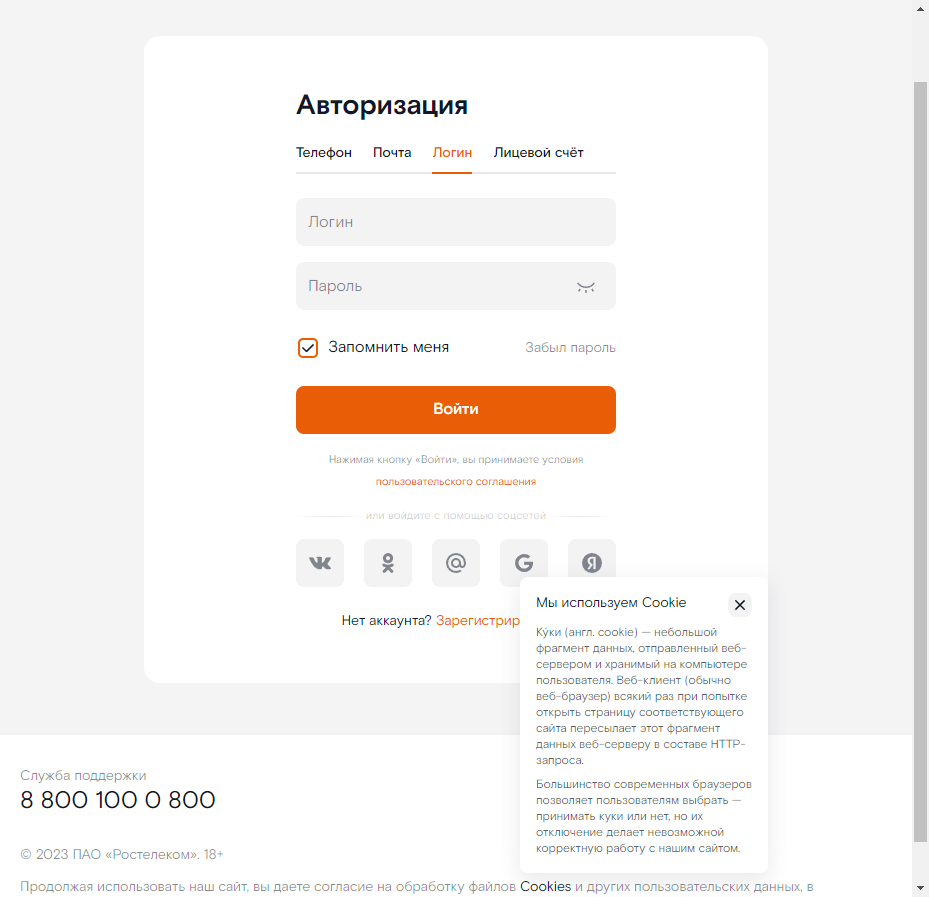 Авторизация
Телефон Почта Логин Лицевой счёт
Логин
Пароль
Запомнить меня Забыл пароль
Войти
Нажимая кнопку «Войти», вы принимаете условия
пользовательского соглашения
или войдите с помощью соцсетей
Нет аккаунта?
Мы используем Cookie
Ку́ки (англ. cookie) — небольшой
фрагмент данных, отправленный веб-
сервером и хранимый на компьютере
пользователя. Веб-клиент (обычно
веб-браузер) всякий раз при попытке
открыть страницу соответствующего
сайта пересылает этот фрагмент
данных веб-серверу в составе HTTP-
запроса.
Большинство современных браузеров
позволяет пользователям выбрать —
принимать куки или нет, но их
отключение делает невозможной
корректную работу с нашим сайтом.
Служба поддержки
8 800 100 0 800
© 2023 ПАО «Ростелеком». 18+
Продолжая использовать наш сайт, вы даете согласие на обработку файлов Cookies и других пользовательских данных, в